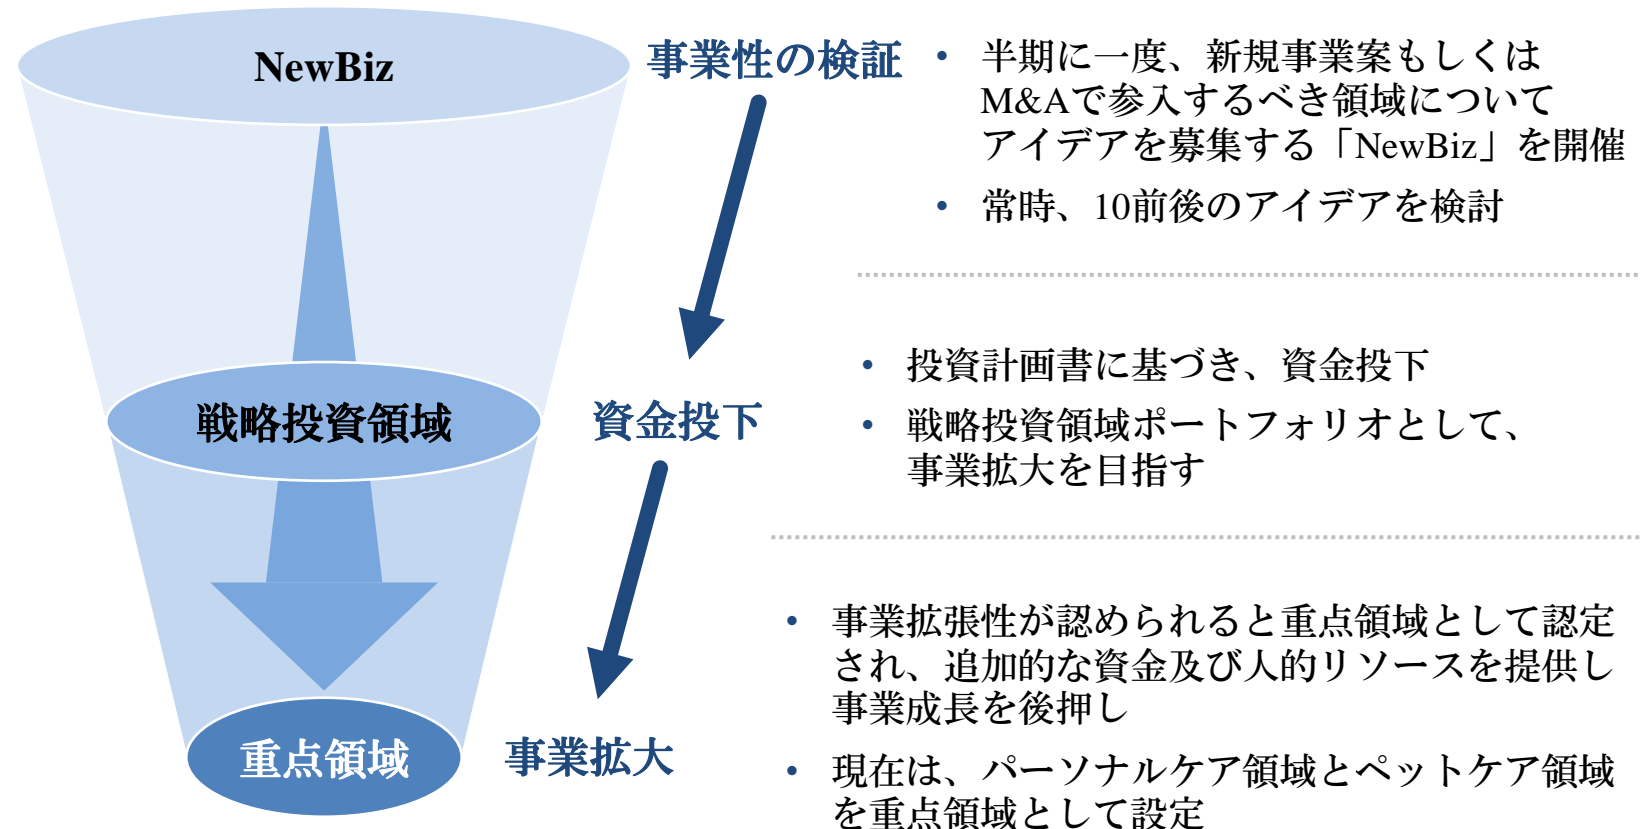 NewBiz
事業性の検証
• 半期に一度、新規事業案もしくは
M&Aで参入するべき領域について
アイデアを募集する「NewBiz」を開催
• 常時、10前後のアイデアを検討
戦略投資領域
資金投下
• 投資計画書に基づき、資金投下
• 戦略投資領域ポートフォリオとして、
事業拡大を目指す
重点領域
事業拡大
• 事業拡張性が認められると重点領域として認定
され、追加的な資金及び人的リソースを提供し
事業成長を後押し
• 現在は、パーソナルケア領域とペットケア領域
を重点領域として設定